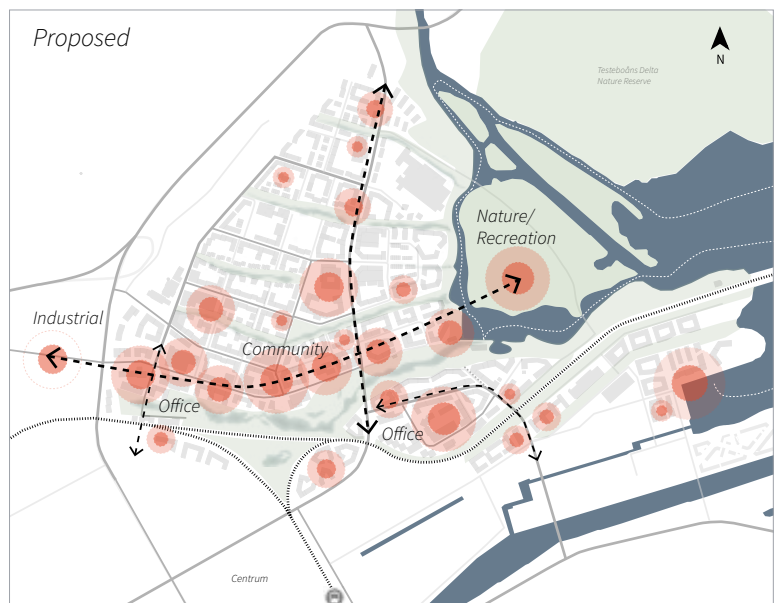 Proposed
N
Testeboåns Delta
Nature Reserve
Nature/
Recreation
Industrial
Community
Office
Office
Centrum